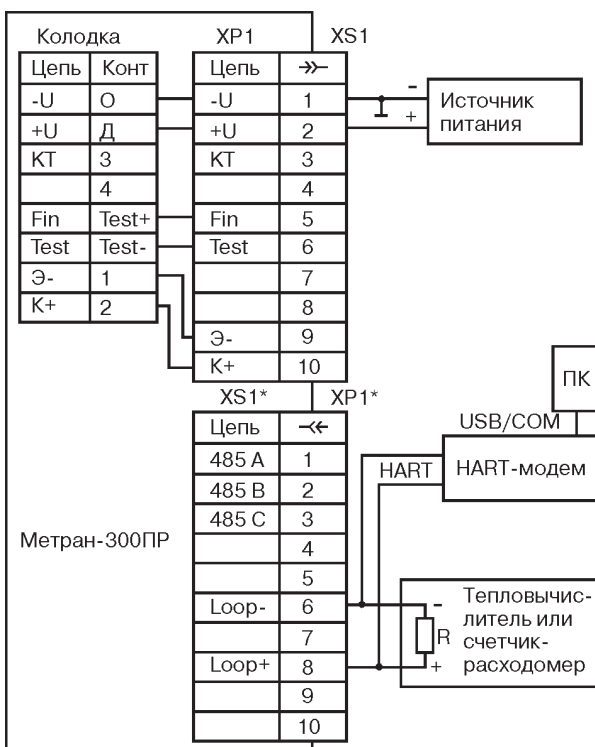 Колодка XP1 XS1
Цепь Конт Цепь
-U О -U 1 - Источник
+U Д +U 2 + питания
КТ 3 КТ 3
4 4
Fin Test+ Fin 5
Test Test- Test 6
Э- 1 7
К+ 2 8
Э- 9
К+ 10
ПК
XS1* XP1*
Цепь USB/COM
485 A 1 HART HART-модем
485 B 2
485 C 3
Метран-300ПР 4
5
Loop- 6 - Тепловычис-
7 R литель или
счетчик-
Loop+ 8 + расходомер
9
10